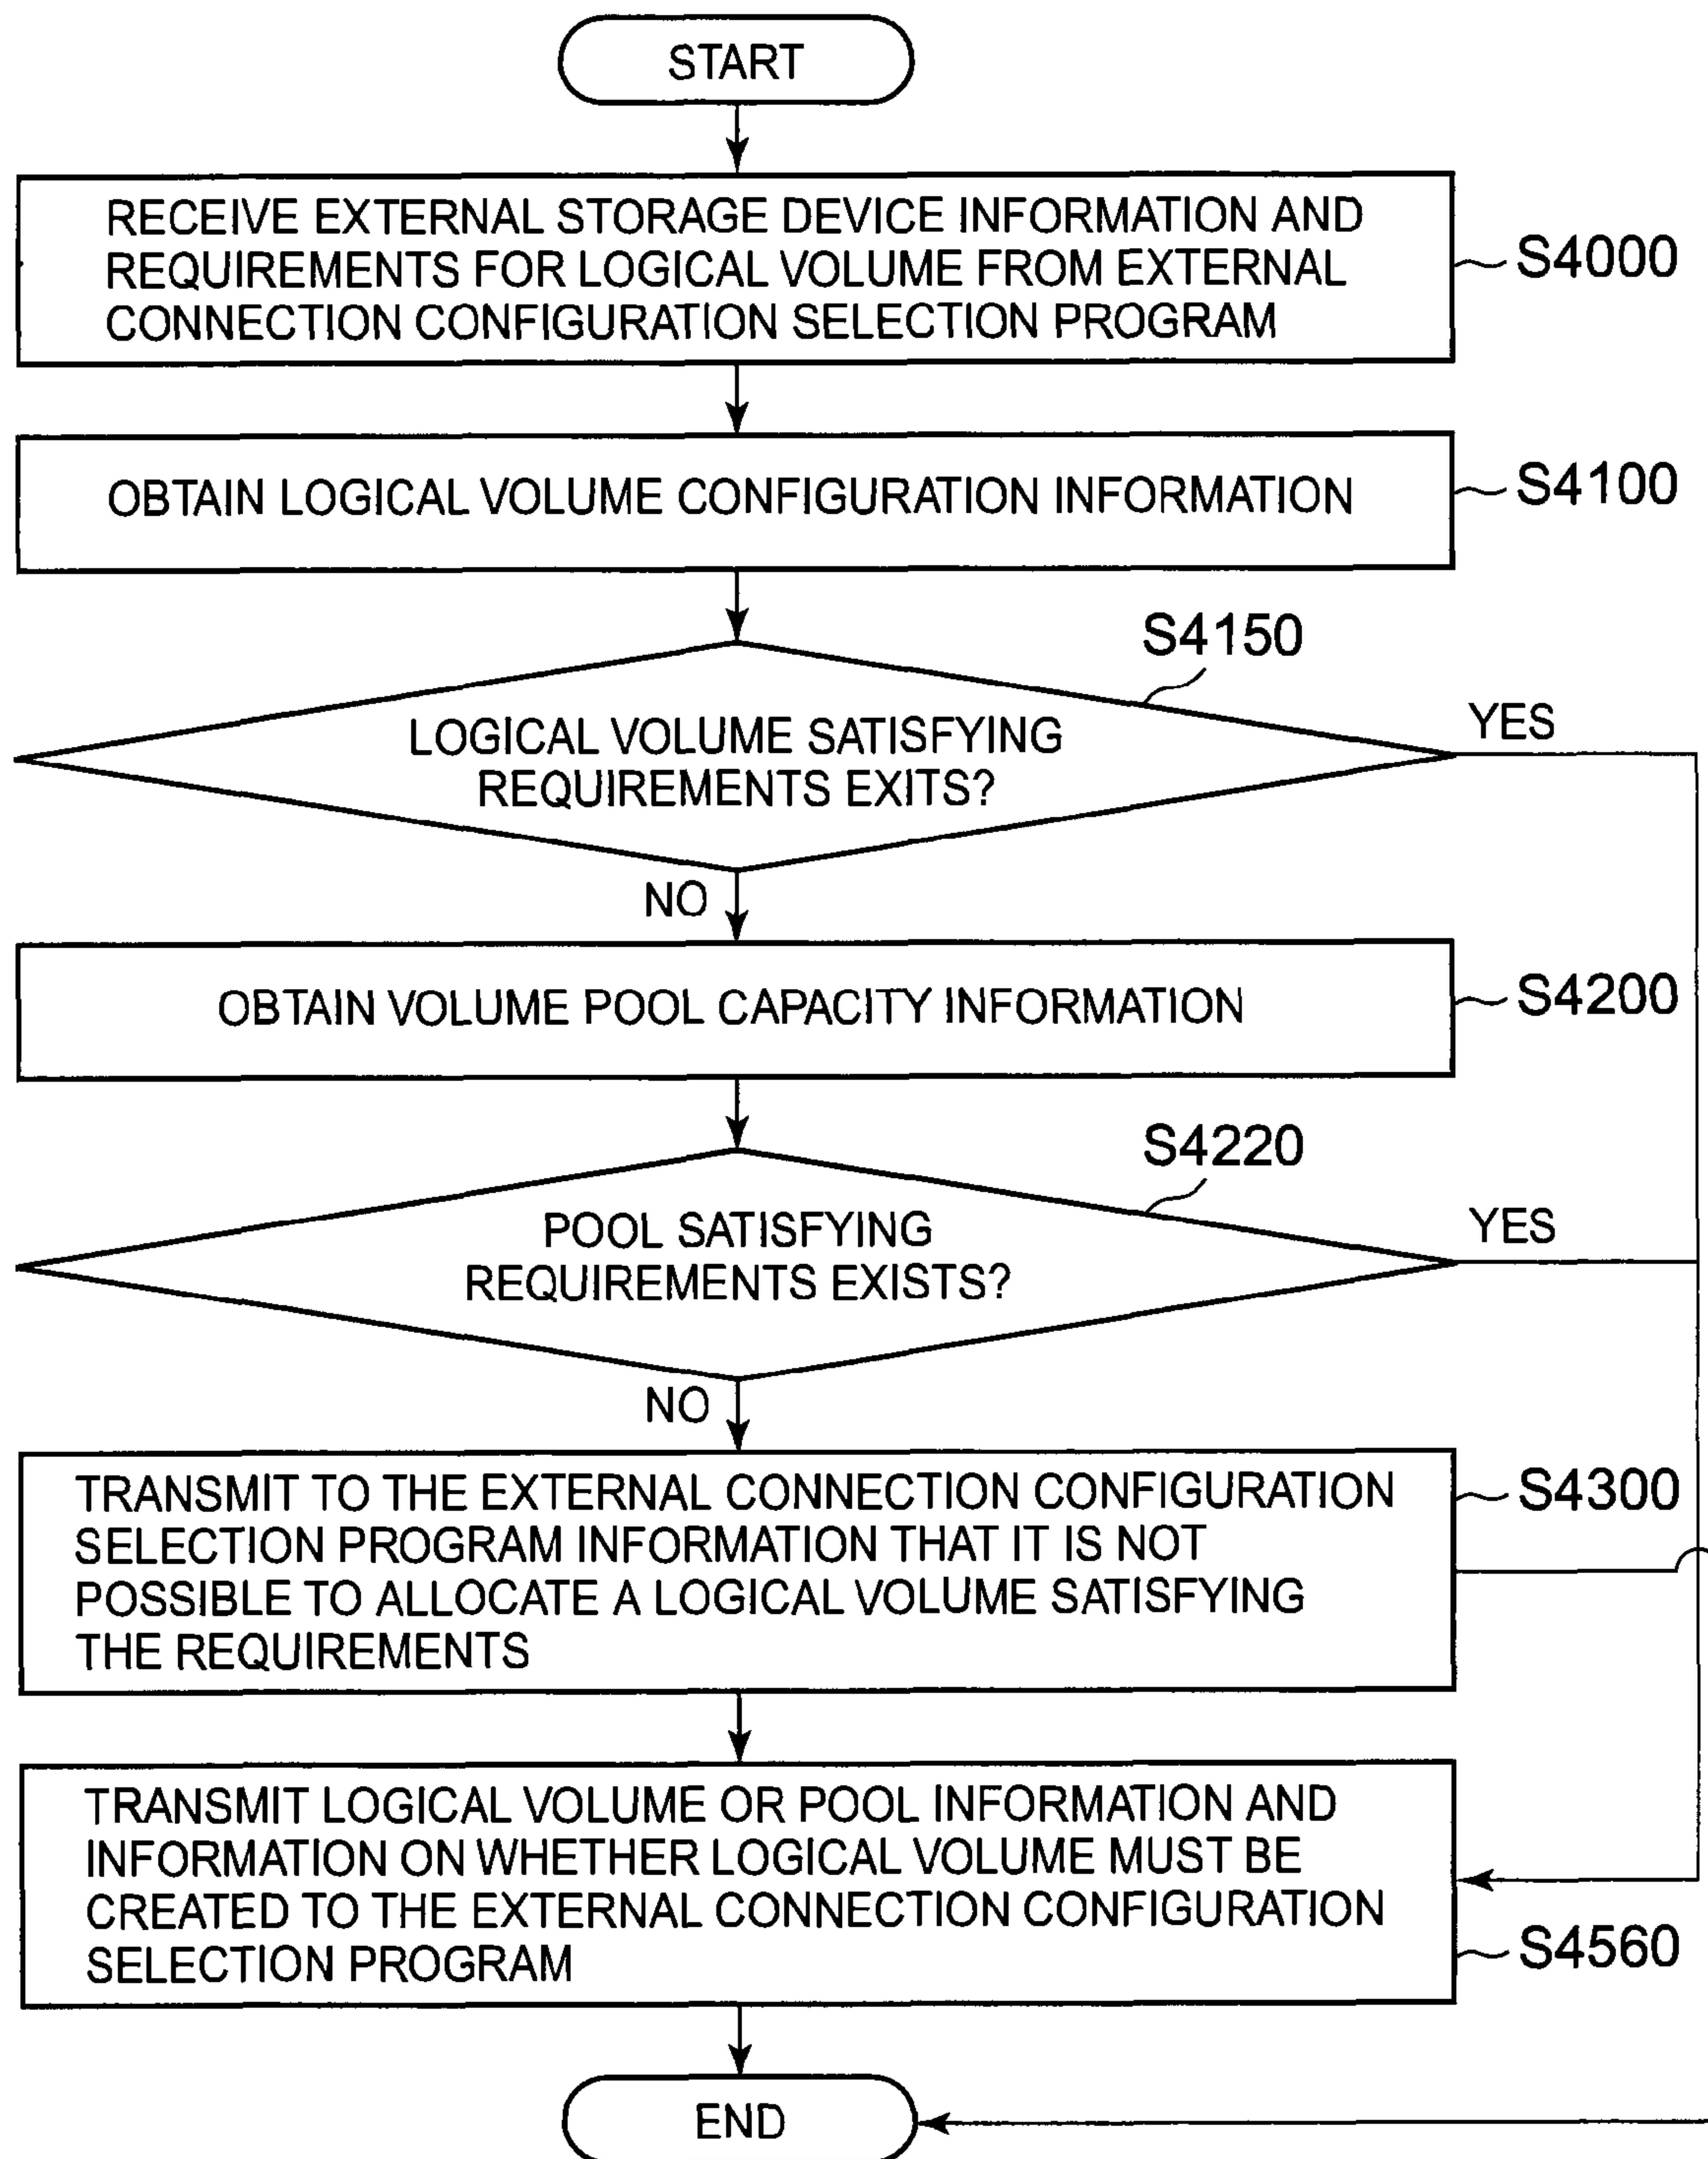 START
RECEIVE EXTERNAL STORAGE DEVICE INFORMATION AND
REQUIREMENTS FOR LOGICAL VOLUME FROM EXTERNAL
CONNECTION CONFIGURATION SELECTION PROGRAM
S4000
OBTAIN LOGICAL VOLUME CONFIGURATION INFORMATION
S4100
S4150
LOGICAL VOLUME SATISFYING
REQUIREMENTS EXITS?
YES
NO
OBTAIN VOLUME POOL CAPACITY INFORMATION
S4200
S4220
POOL SATISFYING
REQUIREMENTS EXISTS?
YES
NO
TRANSMIT TO THE EXTERNAL CONNECTION CONFIGURATION
SELECTION PROGRAM INFORMATION THAT IT IS NOT
POSSIBLE TO ALLOCATE A LOGICAL VOLUME SATISFYING
THE REQUIREMENTS
S4300
TRANSMIT LOGICAL VOLUME OR POOL INFORMATION AND
INFORMATION ON WHETHER LOGICAL VOLUME MUST BE
CREATED TO THE EXTERNAL CONNECTION CONFIGURATION
SELECTION PROGRAM
S4560
END